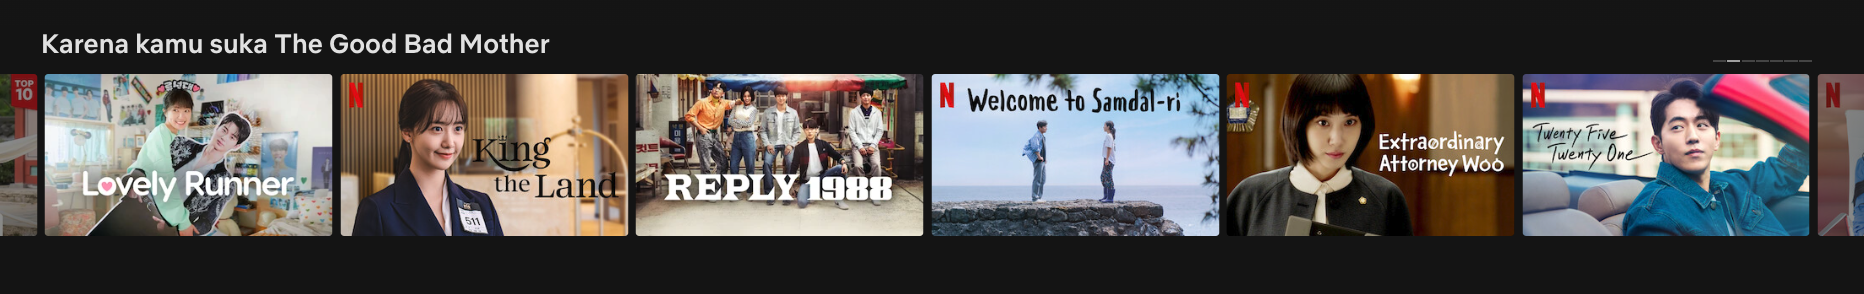 Karena kamu suka The Good Bad Mother
TOP
10
Lovely Runner
N
King
the Land
511
REPLY 1988
N
Welcome to Samdal-ri
N
Extraordinary
Attorney Woo
N
Twenty Five
Twenty One
N